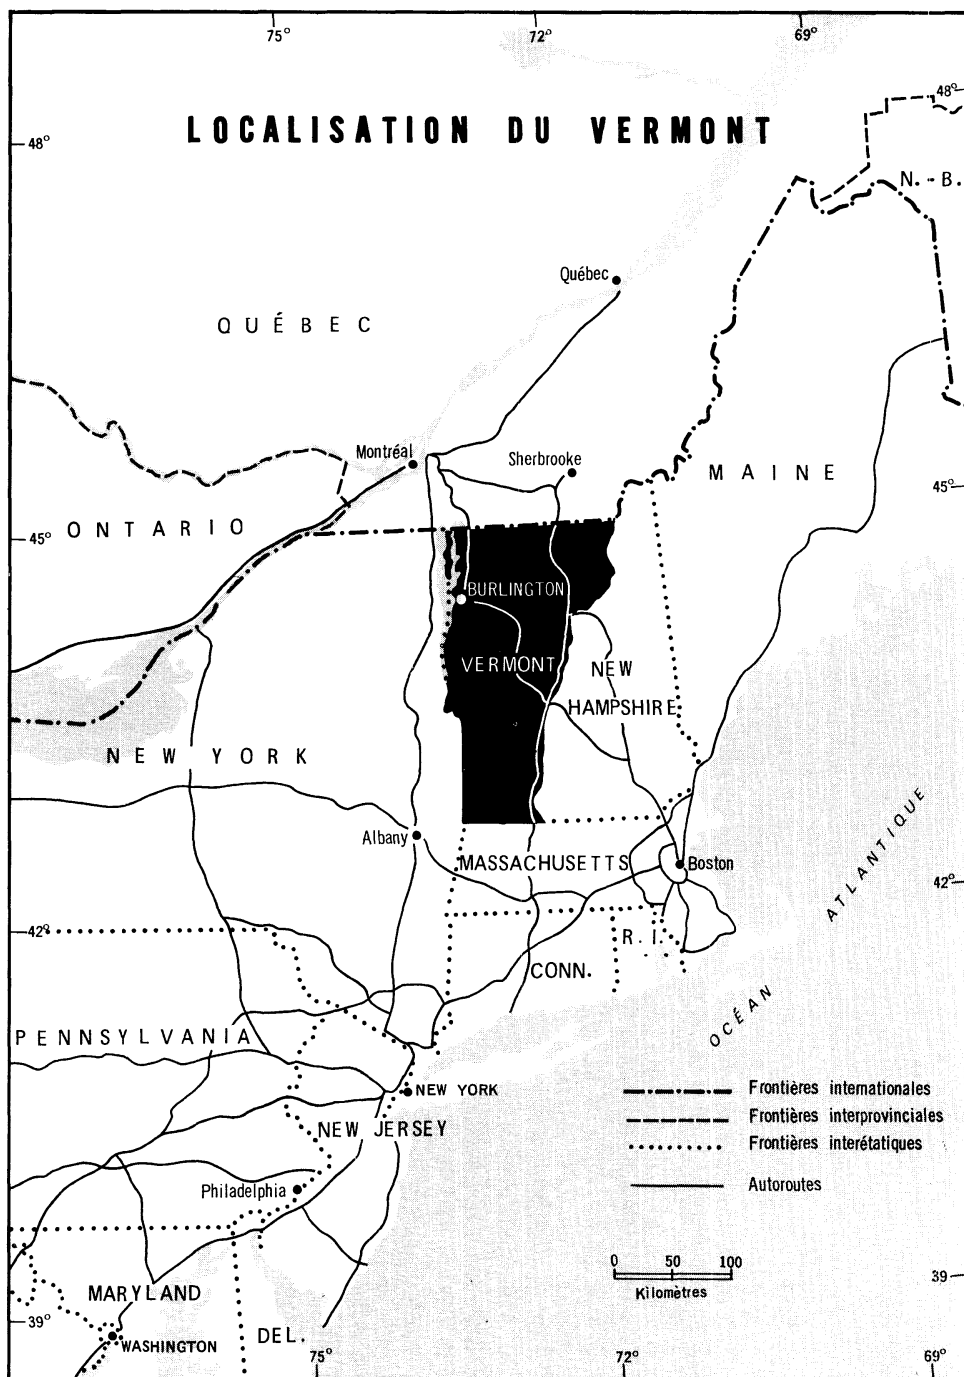 75° 72° 69°
48°
LOCALISATION DU VERMONT
48°
N.-B.
Québec
QUÉBEC
Montréal
Sherbrooke
MAINE
45°
ONTARIO
45°
BURLINGTON
VERMONT
NEW
HAMPSHIRE
NEW YORK
Albany
MASSACHUSETTS
Boston
OCÉAN ATLANTIQUE
42°
42°
R.I.
CONN.
PENNSYLVANIA
NEW YORK
NEW JERSEY
Philadelphia
Frontières internationales
Frontières interprovinciales
Frontières interétatiques
Autoroutes
0 50 100
Kilomètres
39
MARYLAND
39°
WASHINGTON
DEL.
75° 72° 69°